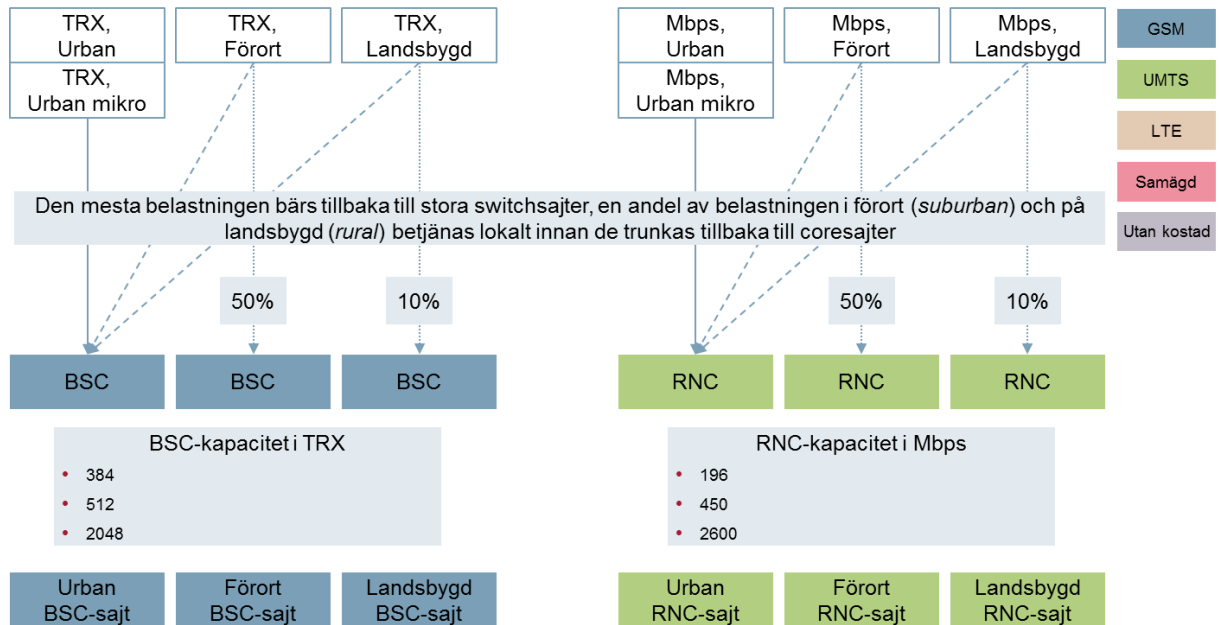 TRX,
Urban
TRX,
Urban mikro
TRX,
Förort
TRX,
Landsbygd
Mbps,
Urban
Mbps,
Urban mikro
Mbps,
Förort
Mbps,
Landsbygd
GSM
UMTS
LTE
Samägd
Utan kostad
Den mesta belastningen bärs tillbaka till stora switchsajter, en andel av belastningen i förort (suburban) och på
landsbygd (rural) betjänas lokalt innan de trunkas tillbaka till coresajter
50%
10%
50%
10%
BSC
BSC
BSC
RNC
RNC
RNC
BSC-kapacitet i TRX
• 384
• 512
• 2048
RNC-kapacitet i Mbps
• 196
• 450
• 2600
Urban
BSC-sajt
Förort
BSC-sajt
Landsbygd
BSC-sajt
Urban
RNC-sajt
Förort
RNC-sajt
Landsbygd
RNC-sajt